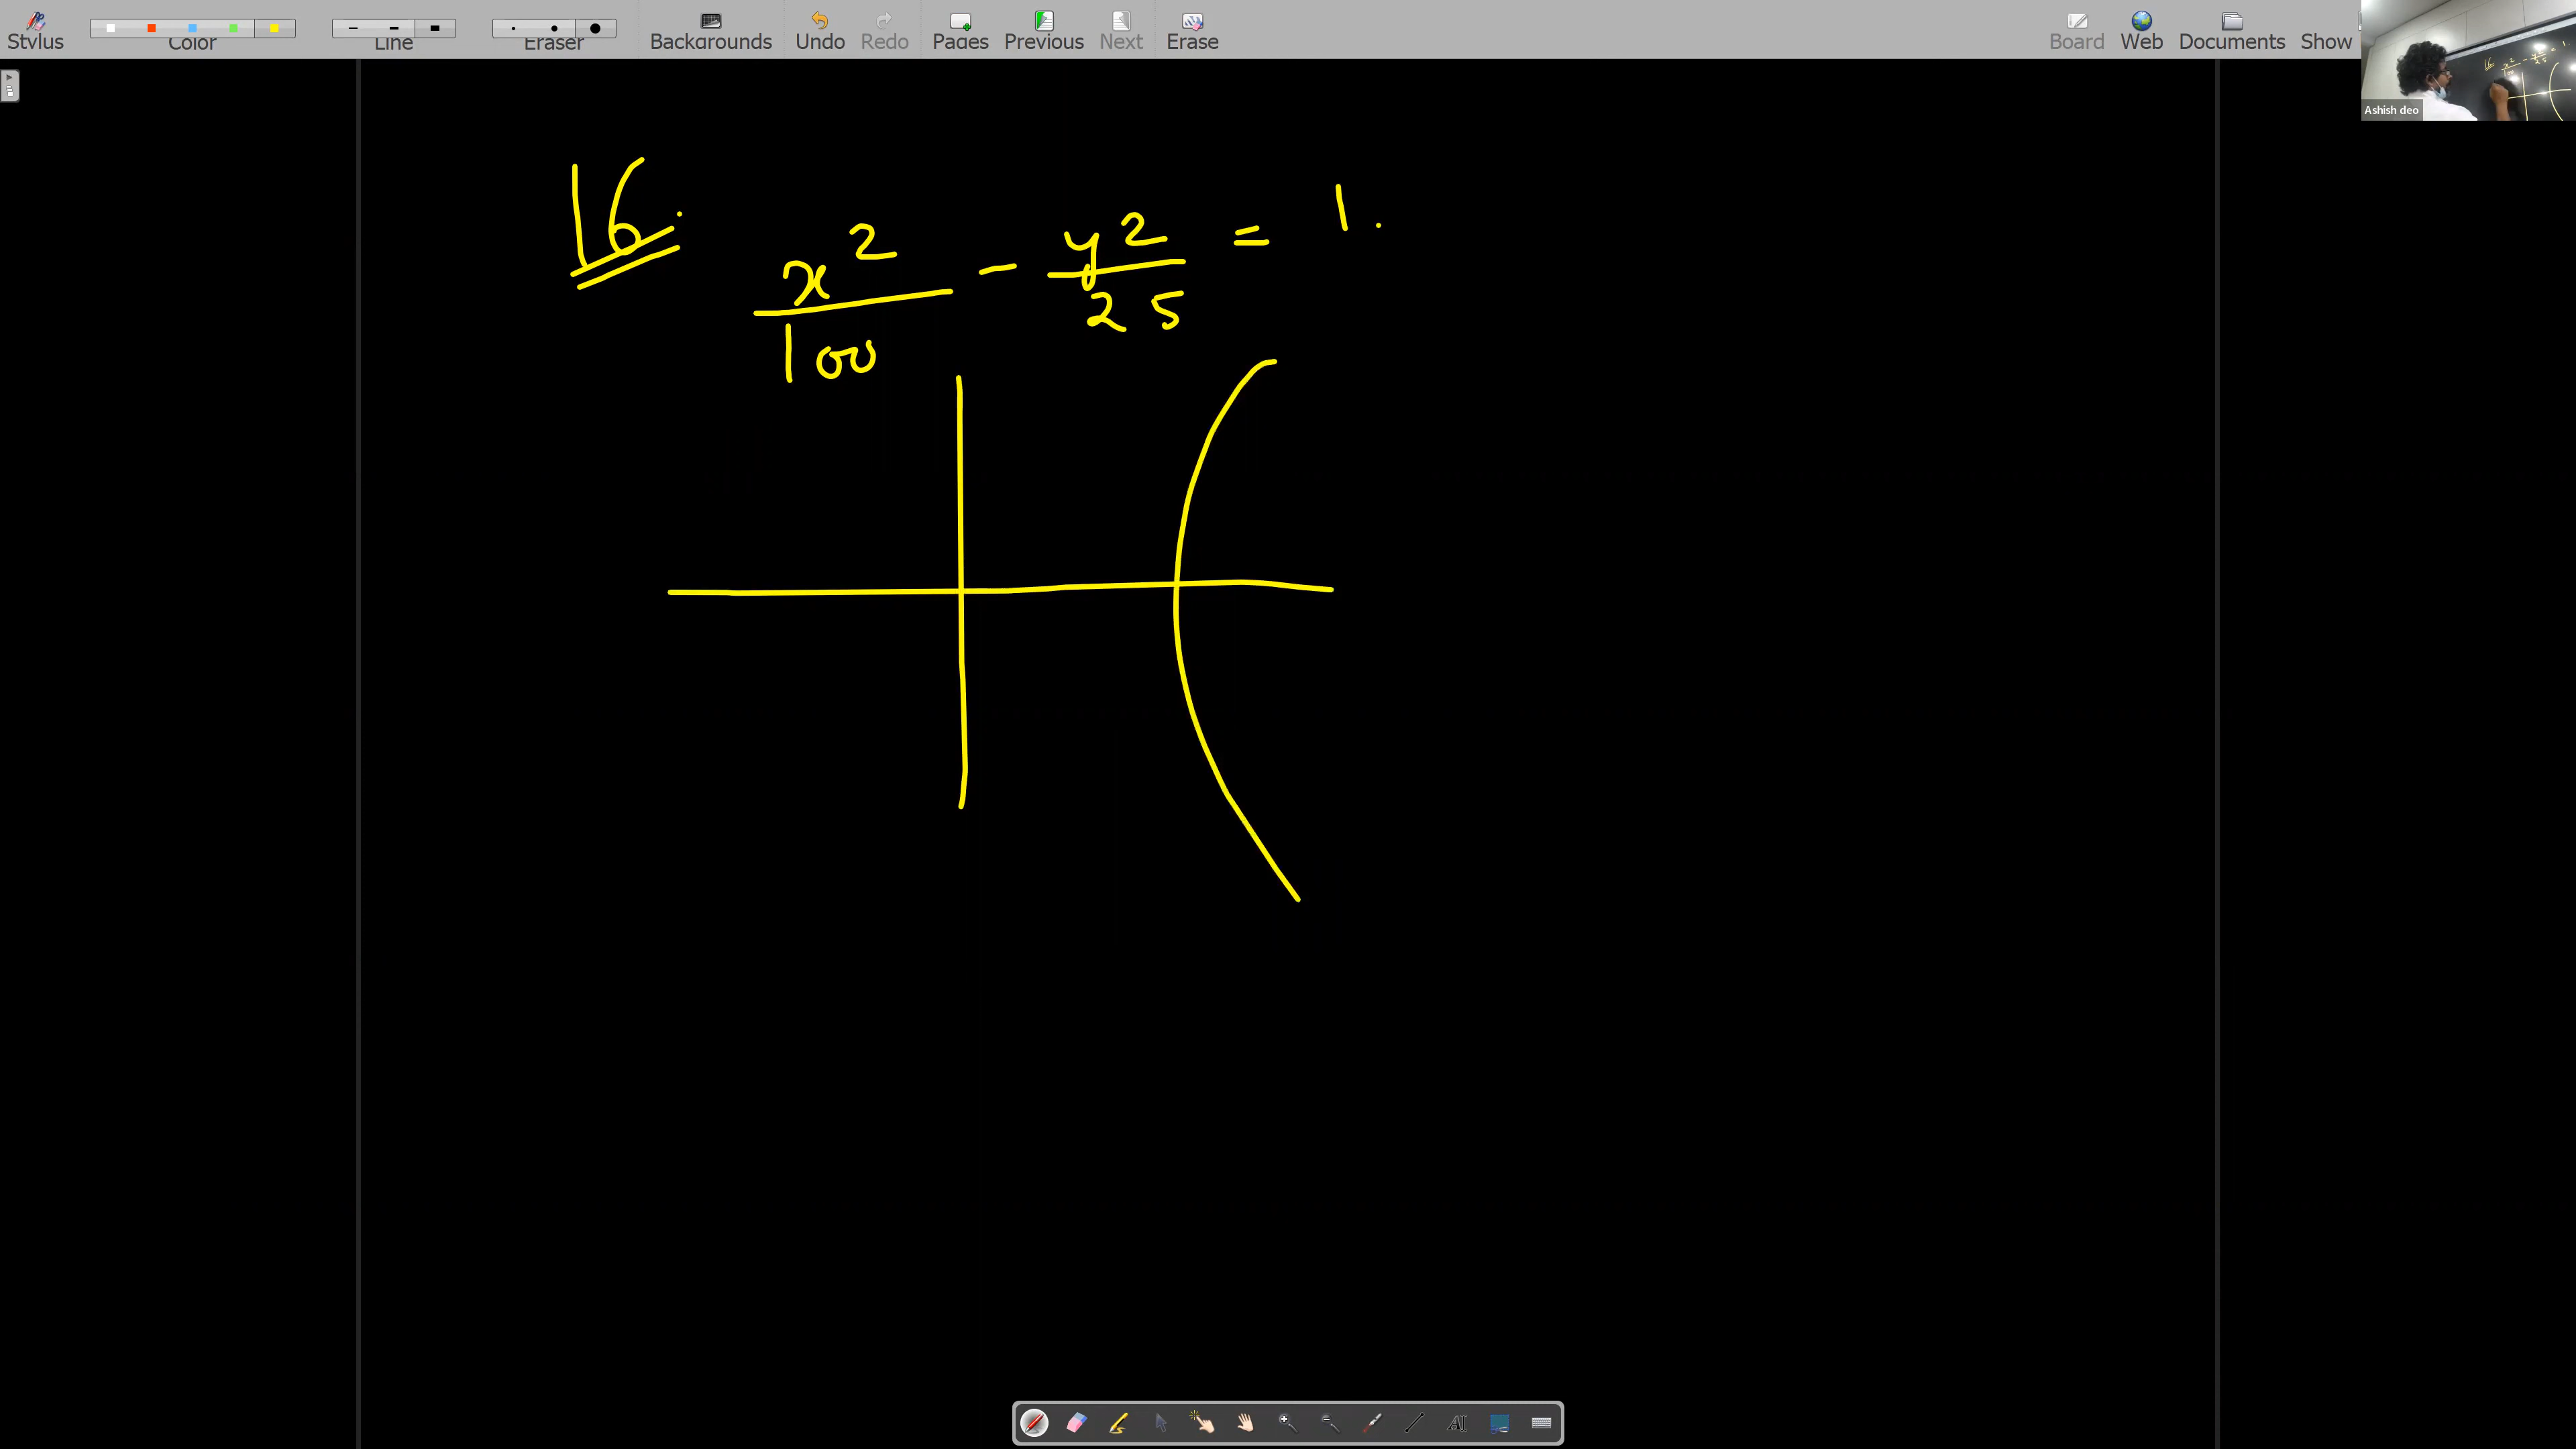 Stylus Color Line Eraser Backgrounds Undo Redo Pages Previous Next Erase Board Web Documents Show
Ashish deo
16.
x² / 100 - y² / 25 = 1.
AI